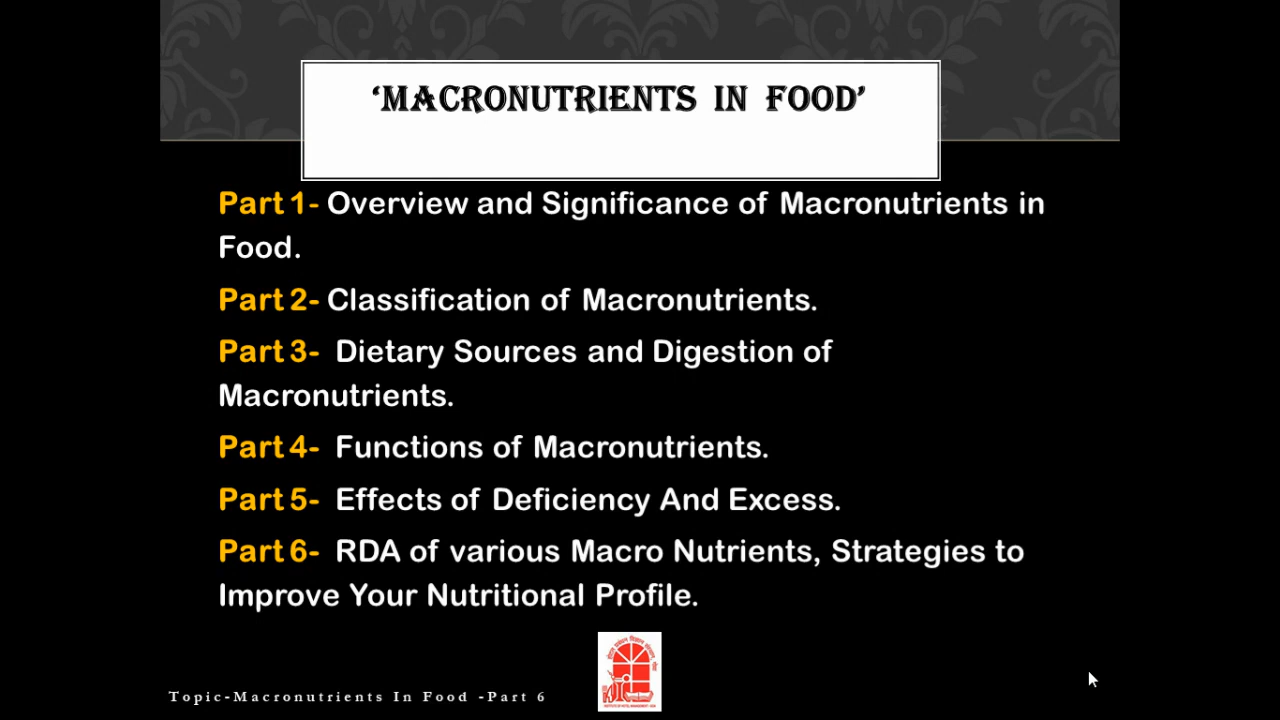 ‘MACRONUTRIENTS IN FOOD’
Part 1- Overview and Significance of Macronutrients in
Food.
Part 2- Classification of Macronutrients.
Part 3- Dietary Sources and Digestion of
Macronutrients.
Part 4- Functions of Macronutrients.
Part 5- Effects of Deficiency And Excess.
Part 6- RDA of various Macro Nutrients, Strategies to
Improve Your Nutritional Profile.
Topic-Macronutrients In Food -Part 6